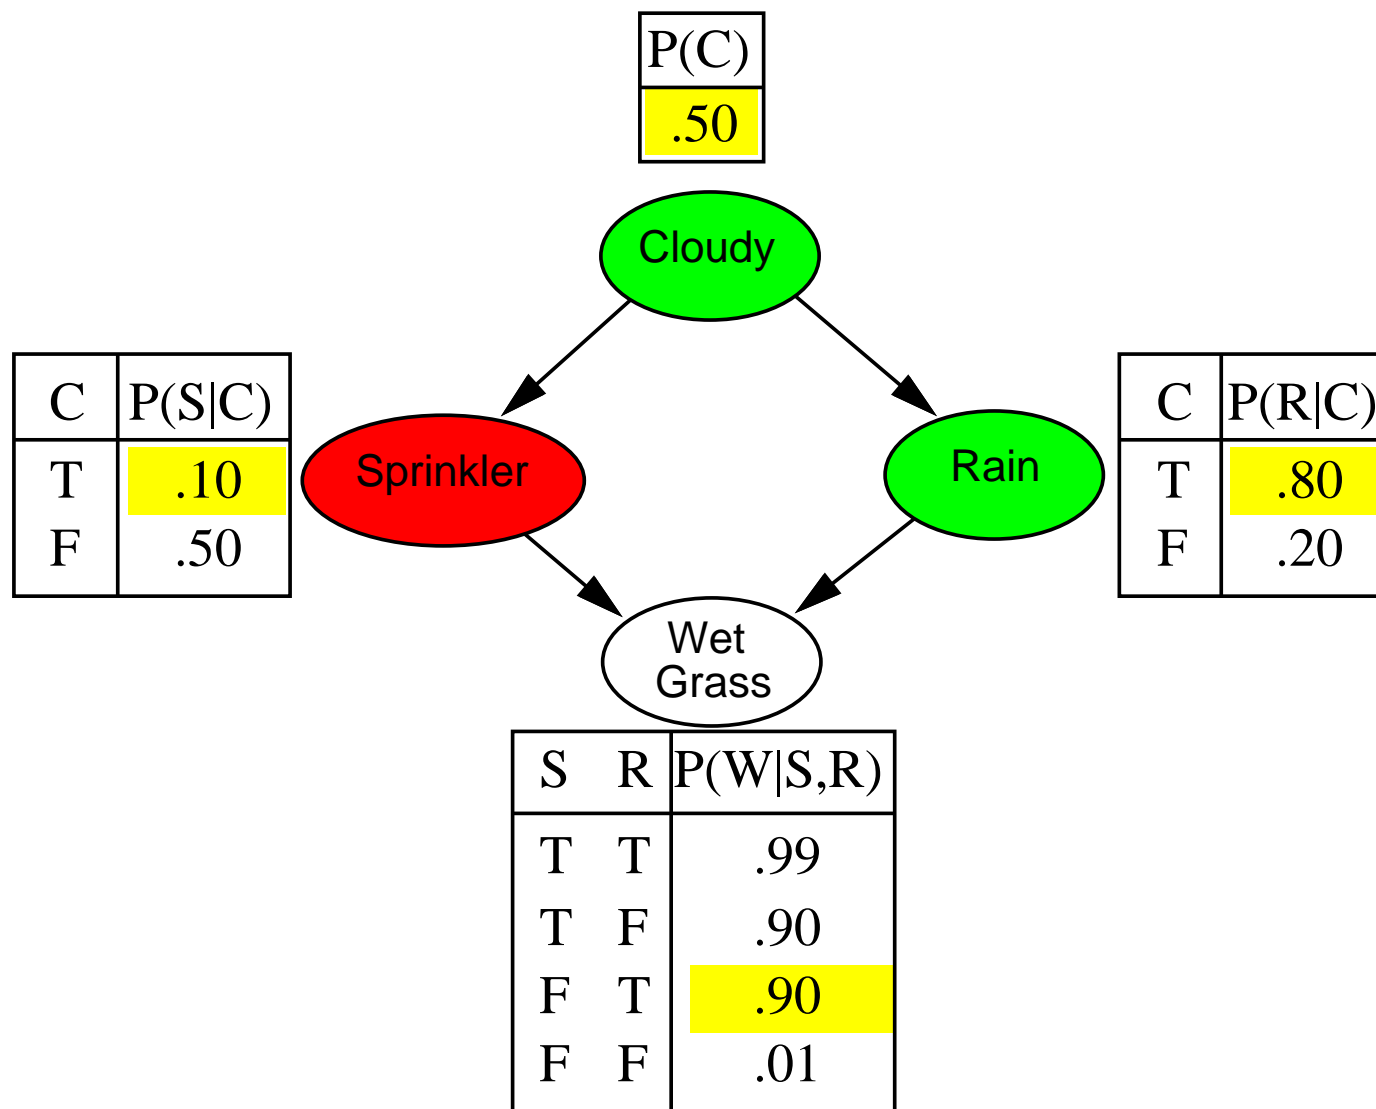 P(C)
.50
Cloudy
C P(S|C)
T .10
F .50
Sprinkler
Rain
C P(R|C)
T .80
F .20
Wet
Grass
S R P(W|S,R)
T T .99
T F .90
F T .90
F F .01